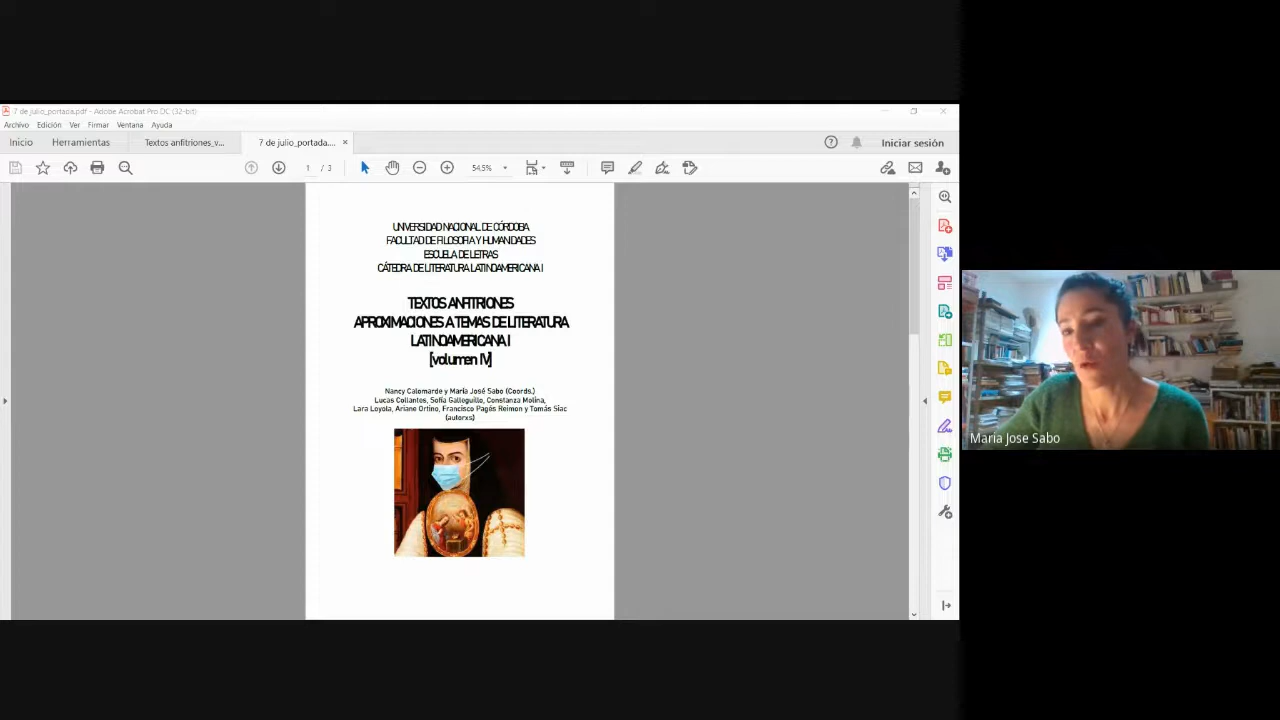 7 de julio_portada.pdf - Adobe Acrobat Pro DC (32-bit)
Archivo Edición Ver Firmar Ventana Ayuda
Inicio Herramientas Textos anfitriones_v... 7 de julio_portada.... × Iniciar sesión
1 / 3 54,5%
UNIVERSIDAD NACIONAL DE CÓRDOBA
FACULTAD DE FILOSOFIA Y HUMANIDADES
ESCUELA DE LETRAS
CÁTEDRA DE LITERATURA LATINOAMERICANA I
TEXTOS ANFITRIONES
APROXIMACIONES A TEMAS DE LITERATURA
LATINOAMERICANA I
[volumen IV]
Nancy Calomarde y María José Sabo (Coords.)
Lucas Collantes, Sofía Galleguillo, Constanza Molina,
Lara Loyola, Ariane Ortino, Francisco Pagés Reimon y Tomás Siac
(autorxs)
Maria Jose Sabo